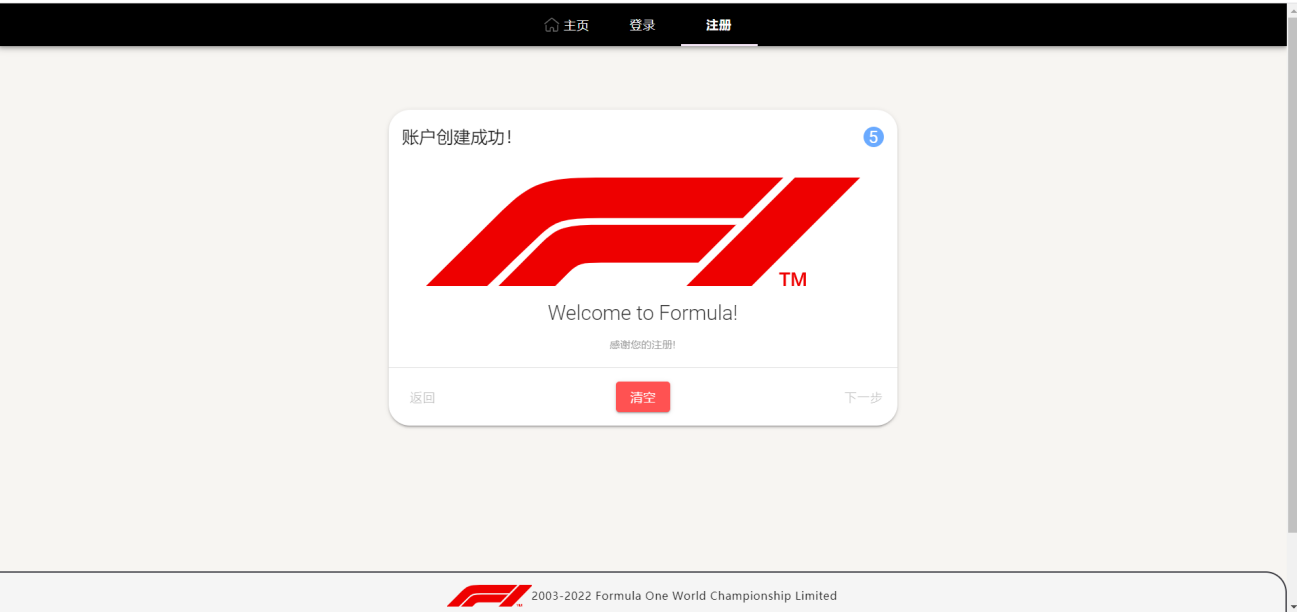 主页 登录 注册
账户创建成功！ 5
TM
Welcome to Formula!
感谢您的注册!
返回 清空 下一步
2003-2022 Formula One World Championship Limited